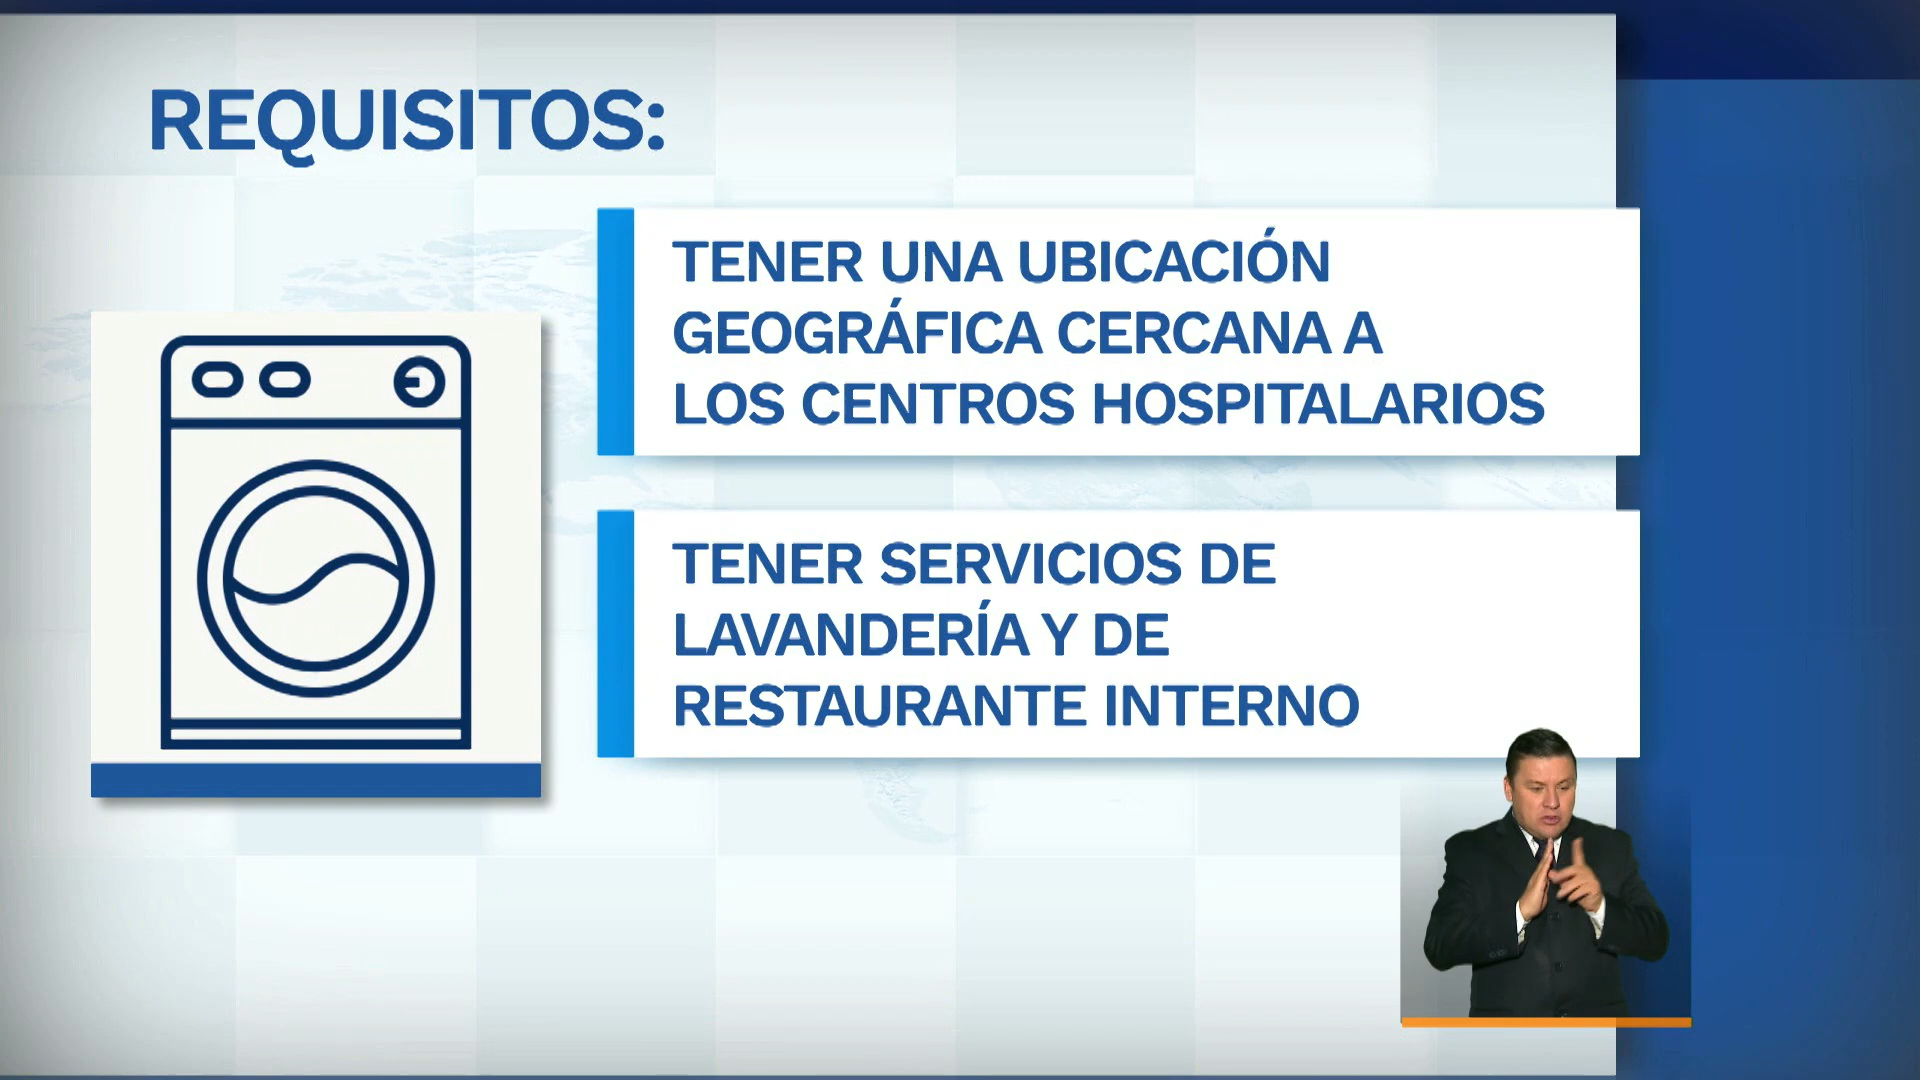 REQUISITOS:
TENER UNA UBICACIÓN
GEOGRÁFICA CERCANA A
LOS CENTROS HOSPITALARIOS
TENER SERVICIOS DE
LAVANDERÍA Y DE
RESTAURANTE INTERNO